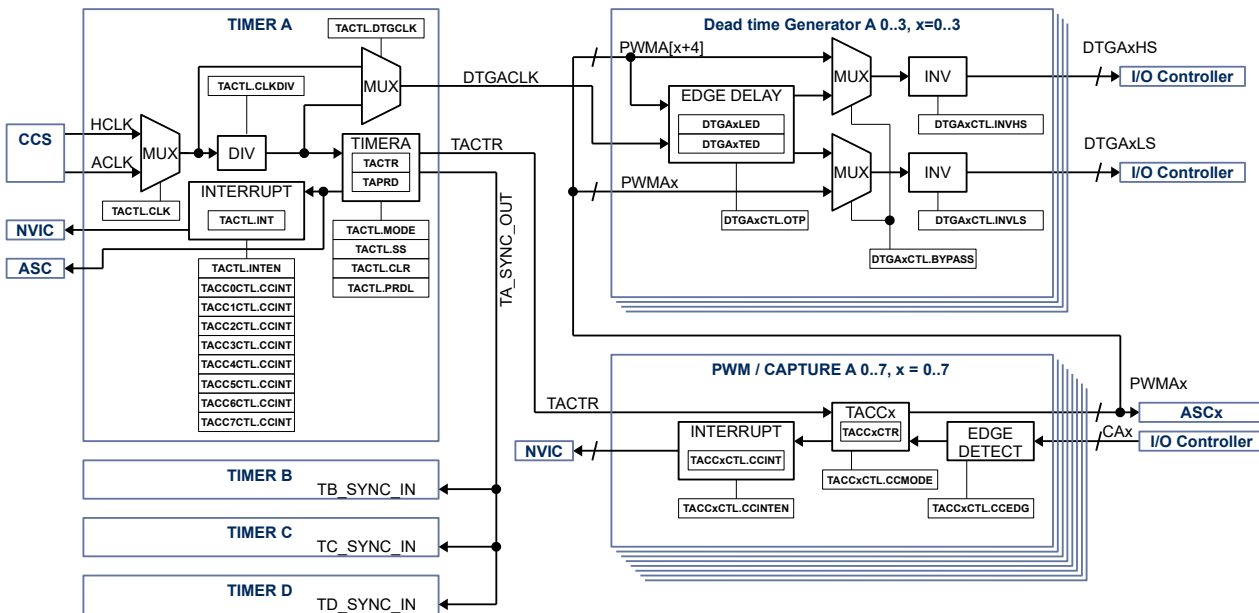 TIMER A
TACTL.DTGCLK
MUX
TACTL.CLKDIV
DTGACLK
CCS
HCLK
ACLK
MUX
DIV
TIMERA
TACTR
TAPRD
TACTR
INTERRUPT
TACTL.INT
TACTL.CLK
NVIC
ASC
TACTL.MODE
TACTL.SS
TACTL.CLR
TACTL.PRDL
TACTL.INTEN
TACC0CTL.CCINT
TACC1CTL.CCINT
TACC2CTL.CCINT
TACC3CTL.CCINT
TACC4CTL.CCINT
TACC5CTL.CCINT
TACC6CTL.CCINT
TACC7CTL.CCINT
TA_SYNC_OUT
TIMER B
TB_SYNC_IN
TIMER C
TC_SYNC_IN
TIMER D
TD_SYNC_IN
Dead time Generator A 0..3, x=0..3
PWMA[x+4]
MUX
INV
DTGAxHS
I/O Controller
EDGE DELAY
DTGAxLED
DTGAxTED
DTGAxCTL.INVHS
MUX
INV
DTGAxLS
I/O Controller
PWMAx
DTGAxCTL.OTP
DTGAxCTL.INVLS
DTGAxCTL.BYPASS
PWM / CAPTURE A 0..7, x = 0..7
PWMAx
TACTR
TACCx
TACCxCTR
ASCx
NVIC
INTERRUPT
TACCxCTL.CCINT
EDGE
DETECT
CAx
I/O Controller
TACCxCTL.CCMODE
TACCxCTL.CCINTEN
TACCxCTL.CCEDG